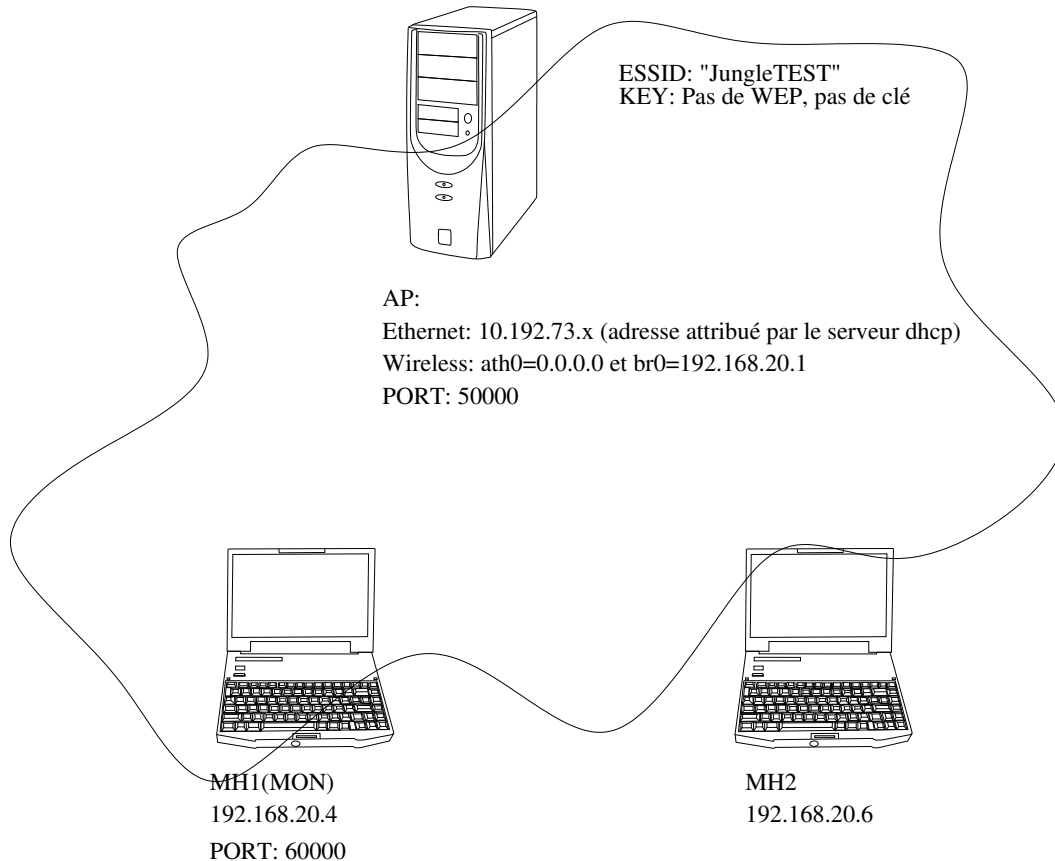 ESSID: "JungleTEST"
KEY: Pas de WEP, pas de clé
AP:
Ethernet: 10.192.73.x (adresse attribué par le serveur dhcp)
Wireless: ath0=0.0.0.0 et br0=192.168.20.1
PORT: 50000
MH1(MON)
192.168.20.4
PORT: 60000
MH2
192.168.20.6